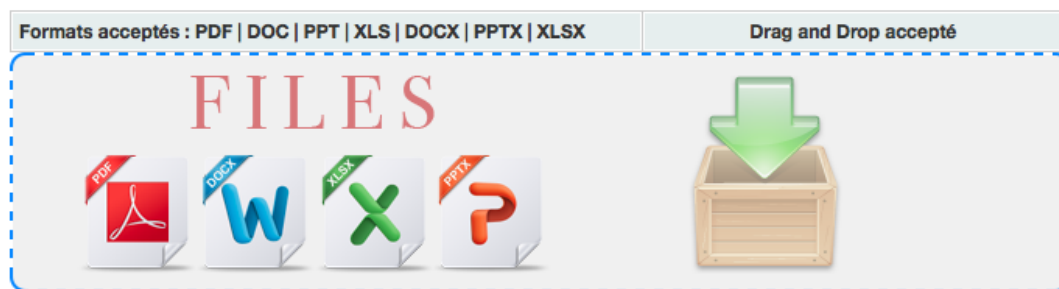 Formats acceptés : PDF | DOC | PPT | XLS | DOCX | PPTX | XLSX
Drag and Drop accepté
FILES
PDF
DOCX
XLSX
PPTX